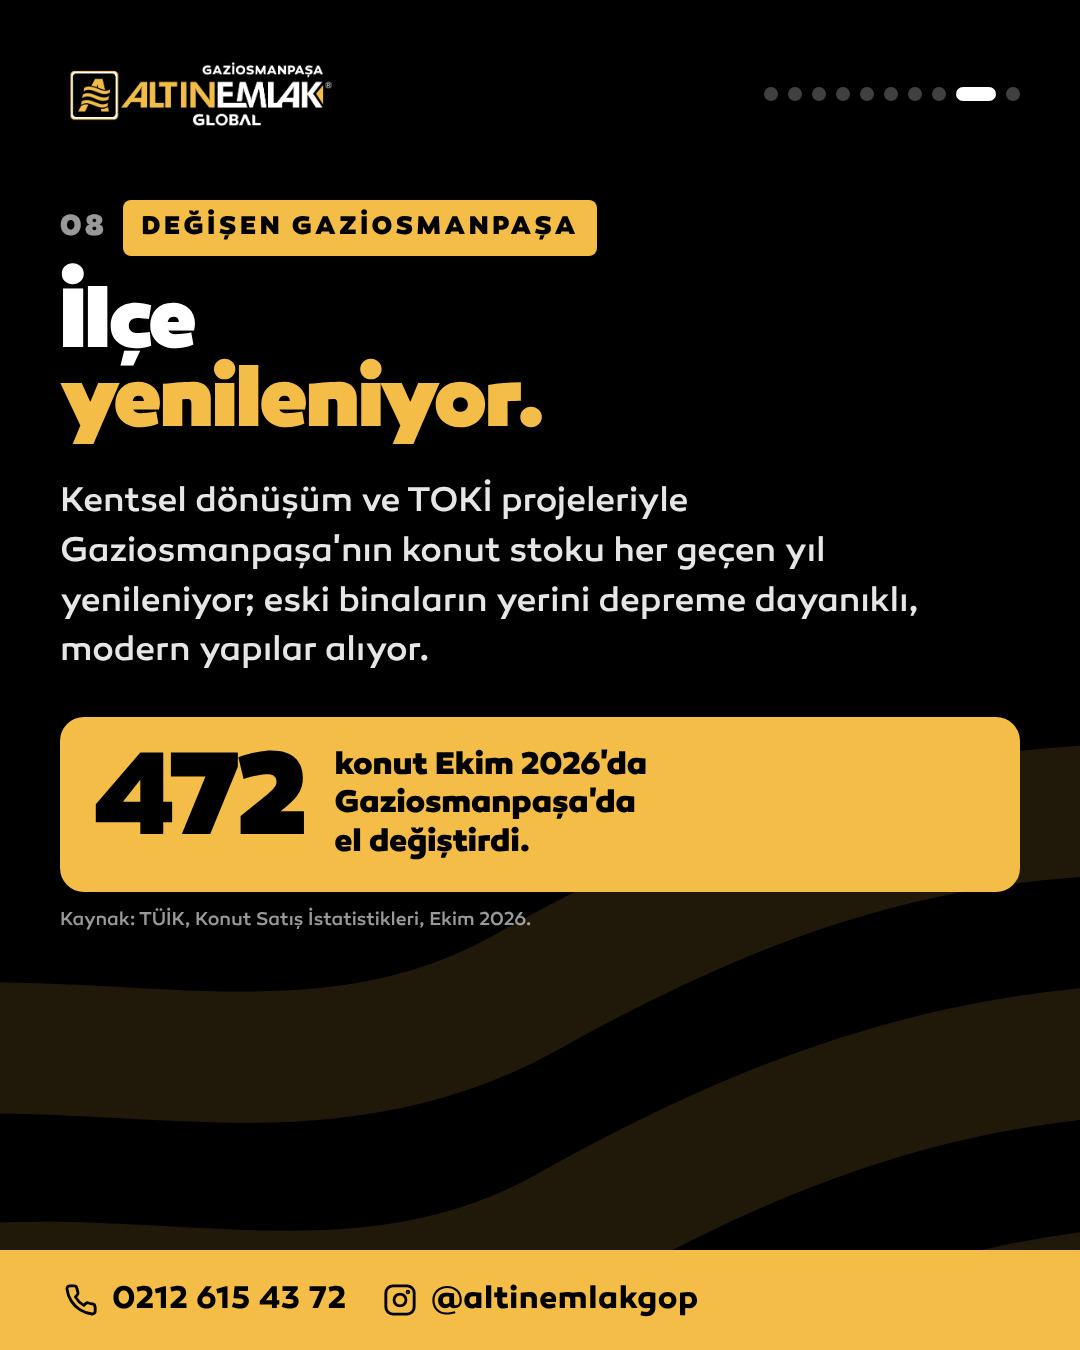 GAZİOSMANPAŞA
ALTINEMLAK®
GLOBAL
08 DEĞİŞEN GAZİOSMANPAŞA
İlçe
yenileniyor.
Kentsel dönüşüm ve TOKİ projeleriyle
Gaziosmanpaşa'nın konut stoku her geçen yıl
yenileniyor; eski binaların yerini depreme dayanıklı,
modern yapılar alıyor.
472
konut Ekim 2026'da
Gaziosmanpaşa'da
el değiştirdi.
Kaynak: TÜİK, Konut Satış İstatistikleri, Ekim 2026.
0212 615 43 72 @altinemlakgop